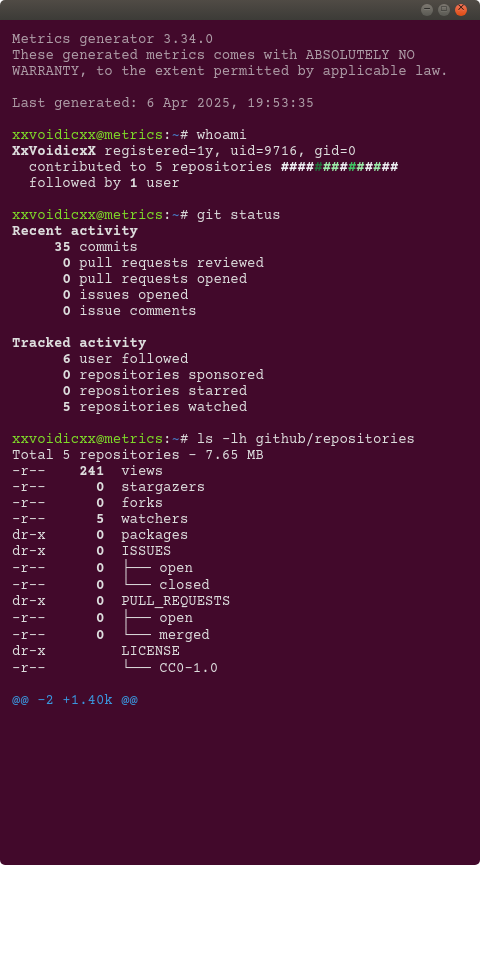 Metrics generator 3.34.0
These generated metrics comes with ABSOLUTELY NO
WARRANTY, to the extent permitted by applicable law.
Last generated: 6 Apr 2025, 19:53:35
xxvoidicxx@metrics:~# whoami
XxVoidicxX registered=1y, uid=9716, gid=0
contributed to 5 repositories ##############
followed by 1 user
xxvoidicxx@metrics:~# git status
Recent activity
35 commits
0 pull requests reviewed
0 pull requests opened
0 issues opened
0 issue comments
Tracked activity
6 user followed
0 repositories sponsored
0 repositories starred
5 repositories watched
xxvoidicxx@metrics:~# ls -lh github/repositories
Total 5 repositories - 7.65 MB
-r-- 241 views
-r-- 0 stargazers
-r-- 0 forks
-r-- 5 watchers
dr-x 0 packages
dr-x 0 ISSUES
-r-- 0 ├── open
-r-- 0 └── closed
dr-x 0 PULL_REQUESTS
-r-- 0 ├── open
-r-- 0 └── merged
dr-x LICENSE
-r-- └── CC0-1.0
@@ -2 +1.40k @@